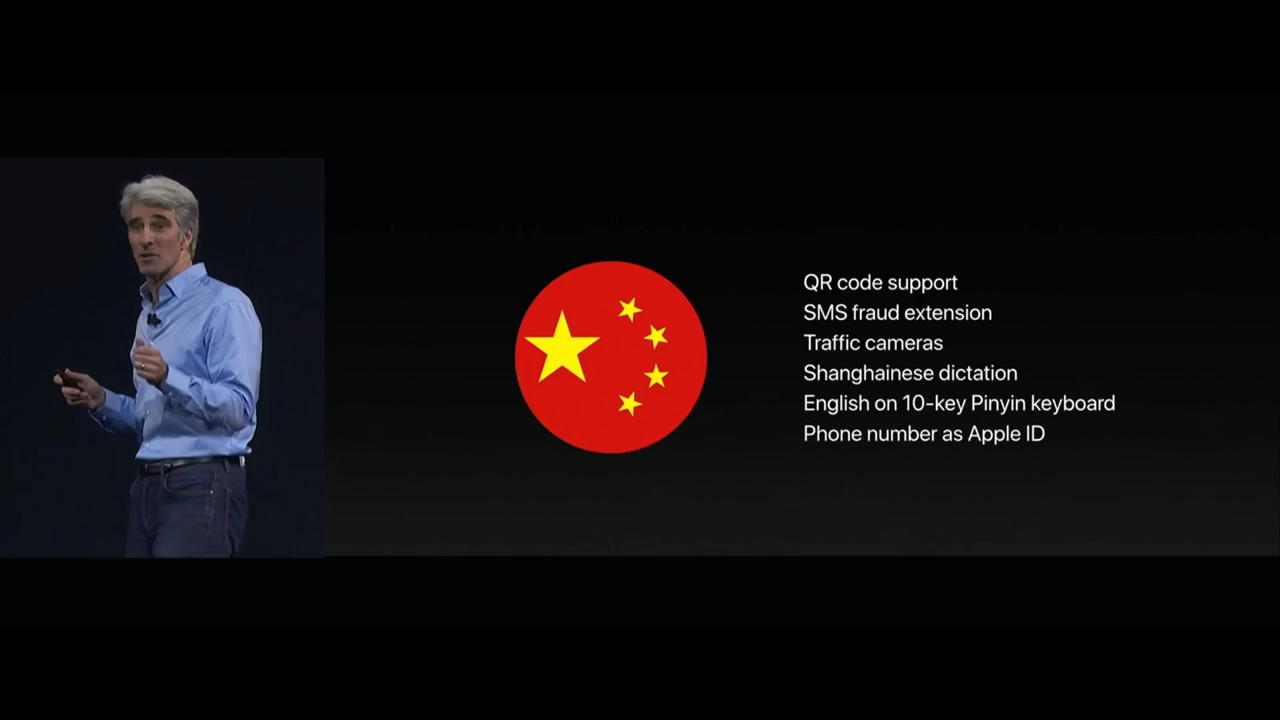 QR code support
SMS fraud extension
Traffic cameras
Shanghainese dictation
English on 10-key Pinyin keyboard
Phone number as Apple ID